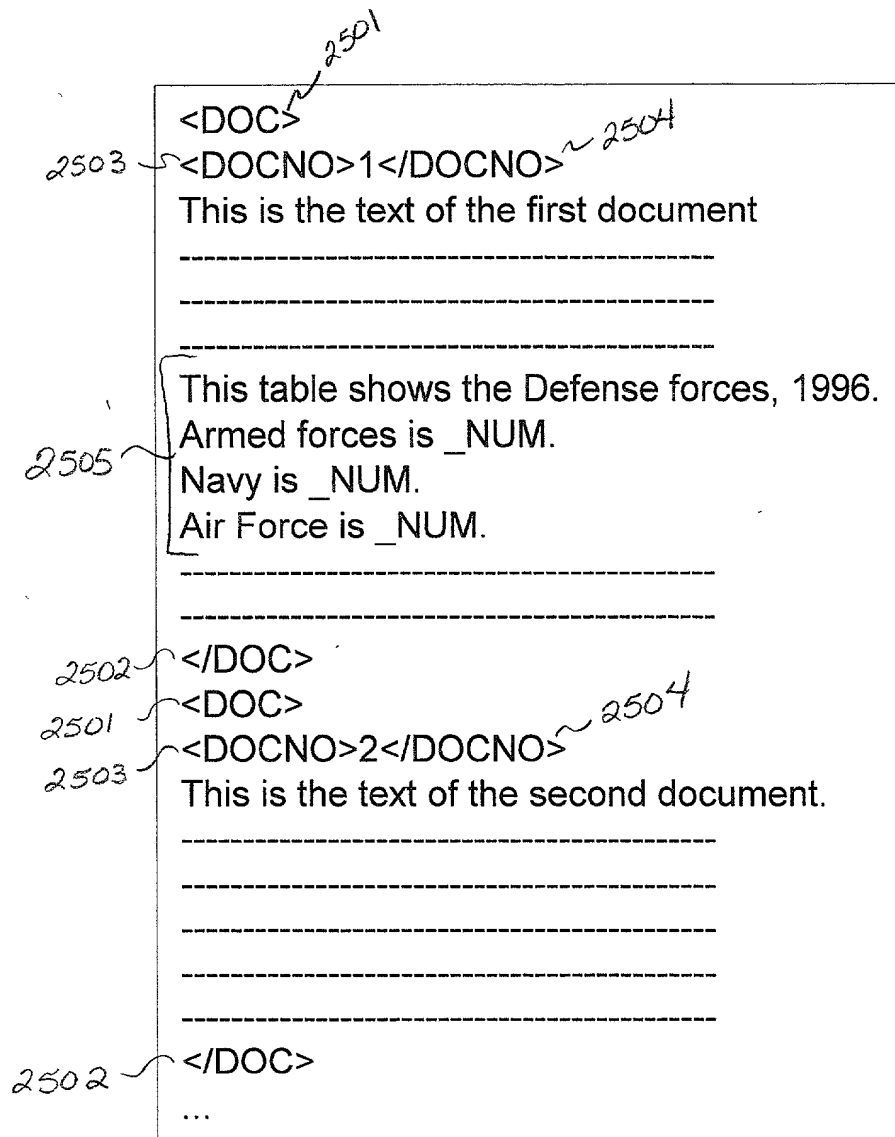 2501
<DOC>
2503 <DOCNO>1</DOCNO> 2504
This is the text of the first document
--------------------------------------------
--------------------------------------------
--------------------------------------------
This table shows the Defense forces, 1996.
Armed forces is _NUM.
2505
Navy is _NUM.
Air Force is _NUM.
--------------------------------------------
--------------------------------------------
2502 </DOC>
2501 <DOC>
2503 <DOCNO>2</DOCNO> 2504
This is the text of the second document.
--------------------------------------------
--------------------------------------------
--------------------------------------------
--------------------------------------------
--------------------------------------------
2502 </DOC>
...